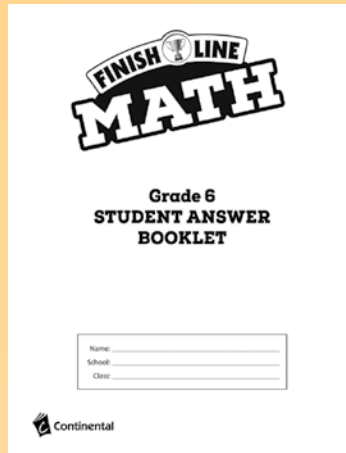 FINISH LINE
MATH
Grade 6
STUDENT ANSWER
BOOKLET
Name:
School:
Class:
Continental